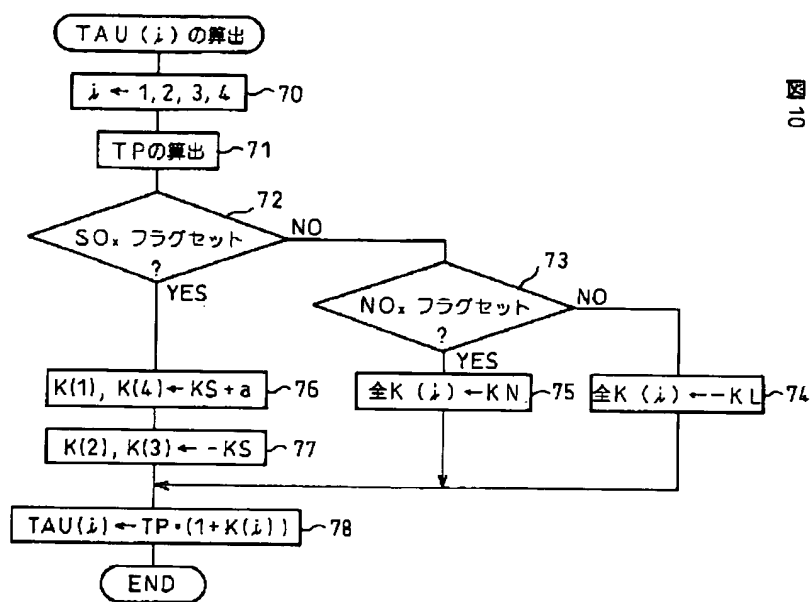 TAU (i) の算出
i ← 1, 2, 3, 4
70
TPの算出
71
72
SOx フラグセット
?
NO
YES
73
NOx フラグセット
?
NO
YES
K(1), K(4)←KS+a
76
全K (i)←KN
75
全K (i)←-KL
74
K(2), K(3)←-KS
77
TAU(i)←TP・(1+K(i))
78
END
図10